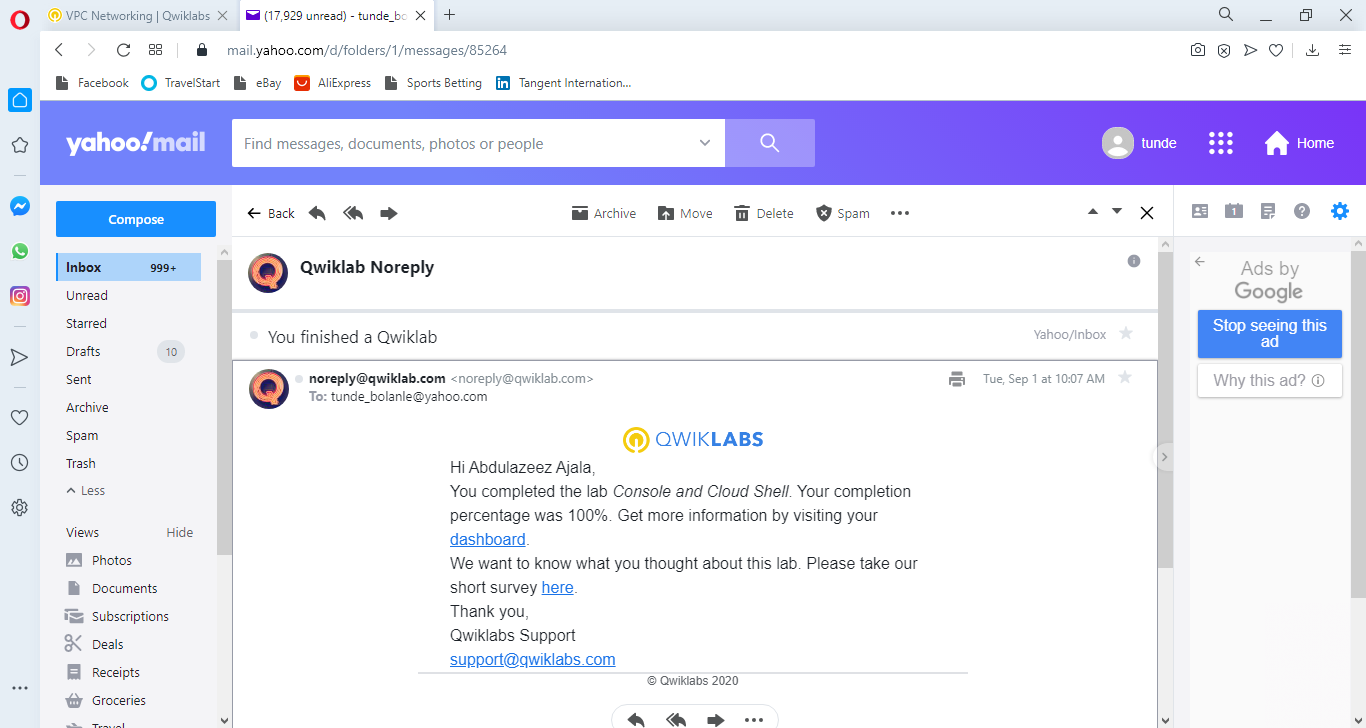 VPC Networking | Qwiklabs
(17,929 unread) - tunde_bo
mail.yahoo.com/d/folders/1/messages/85264
Facebook TravelStart eBay AliExpress Sports Betting Tangent Internation...
yahoo!mail
Find messages, documents, photos or people
tunde
Home
Compose
Back
Archive Move Delete Spam
1
Inbox 999+
Unread
Starred
Drafts 10
Sent
Archive
Spam
Trash
Less
Views Hide
Photos
Documents
Subscriptions
Deals
Receipts
Groceries
Travel
Qwiklab Noreply
You finished a Qwiklab
Yahoo/Inbox
noreply@qwiklab.com <noreply@qwiklab.com>
Tue, Sep 1 at 10:07 AM
To: tunde_bolanle@yahoo.com
QWIKLABS
Hi Abdulazeez Ajala,
You completed the lab Console and Cloud Shell. Your completion
percentage was 100%. Get more information by visiting your
dashboard.
We want to know what you thought about this lab. Please take our
short survey here.
Thank you,
Qwiklabs Support
support@qwiklabs.com
© Qwiklabs 2020
Ads by
Google
Stop seeing this
ad
Why this ad?